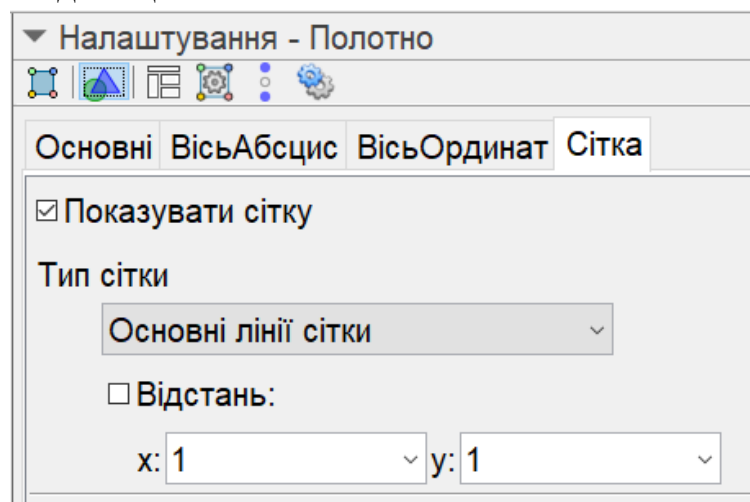 Налаштування - Полотно
Основні ВісьАбсцис ВісьОрдинат Сітка
Показувати сітку
Тип сітки
Основні лінії сітки
Відстань:
x: 1 y: 1